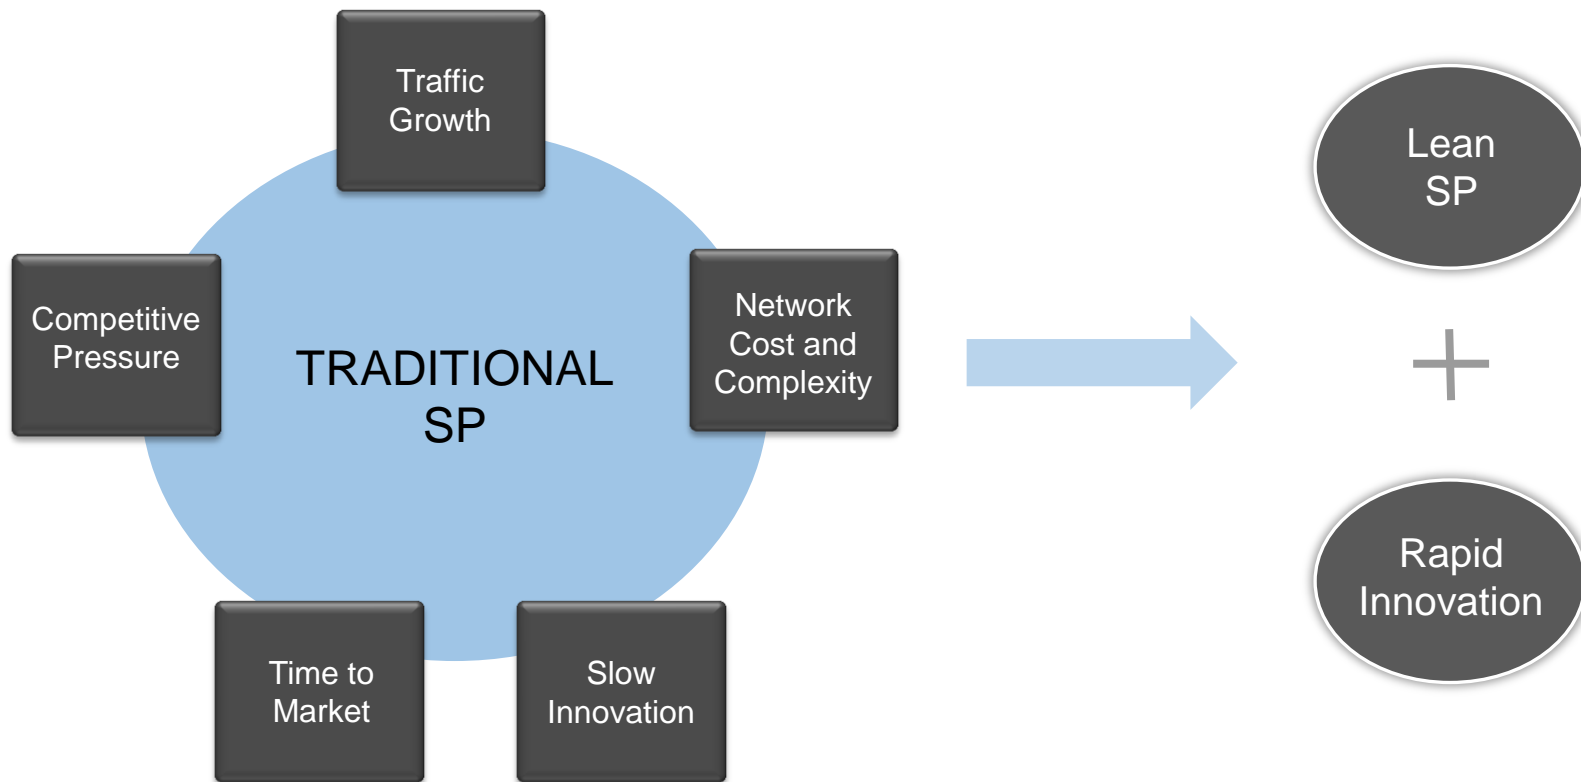 Traffic
Growth
Competitive
Pressure
Network
Cost and
Complexity
TRADITIONAL
SP
Time to
Market
Slow
Innovation
Lean
SP
Rapid
Innovation